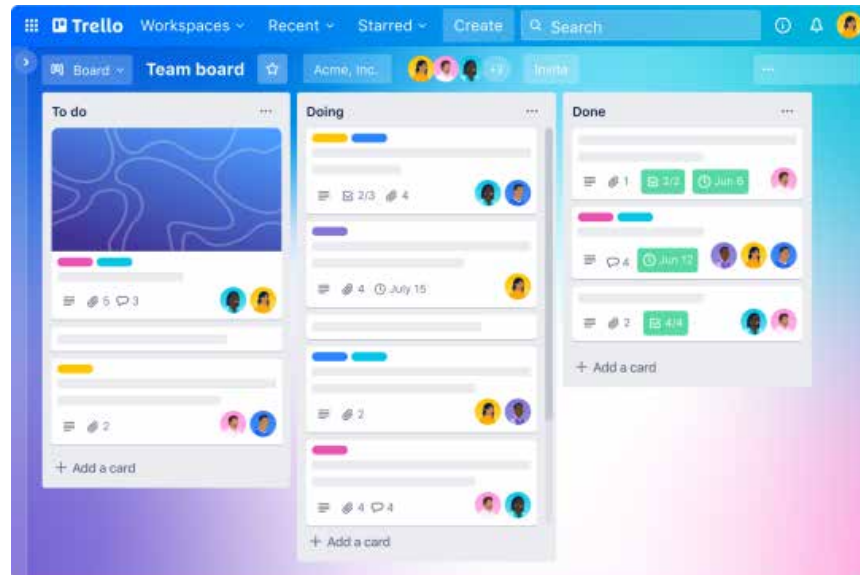 Trello Workspaces Recent Starred Create Search
Board Team board Acme, Inc. Invite
To do
5 3
2
+ Add a card
Doing
2/3 4
4 July 15
2
4 4
+ Add a card
Done
1 2/2 Jun 6
4 Jun 12
2 4/4
+ Add a card